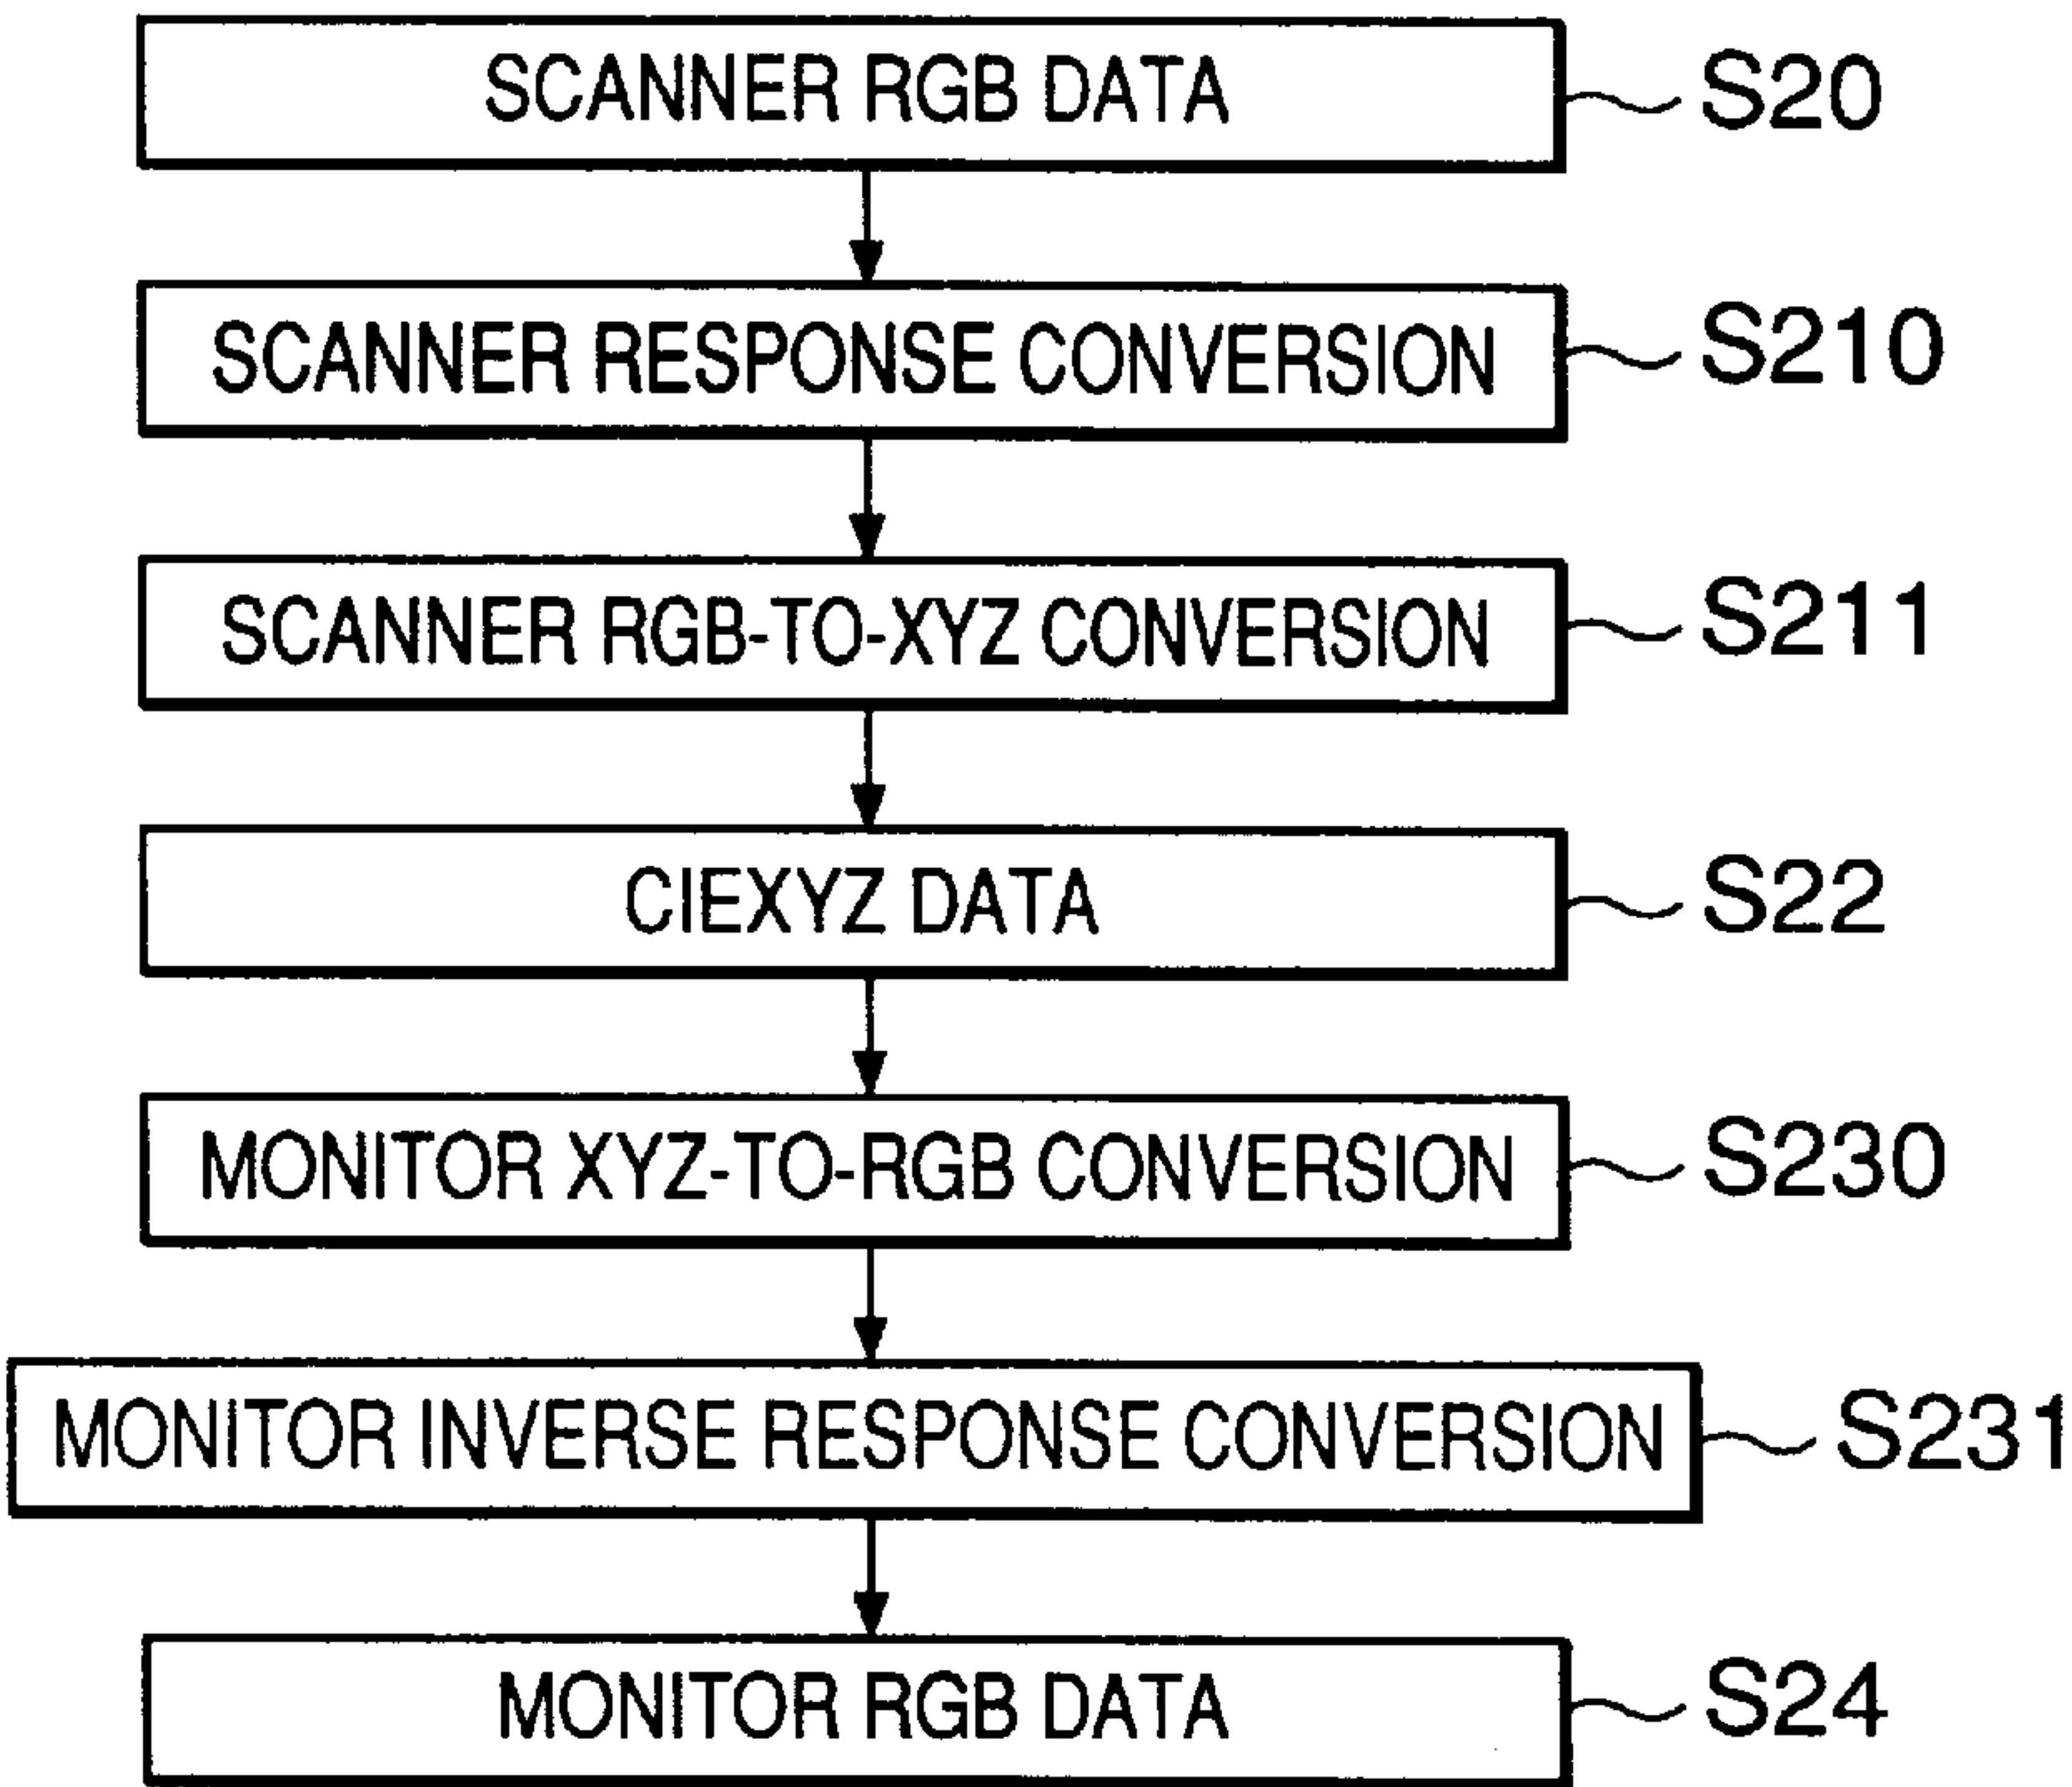 SCANNER RGB DATA S20
SCANNER RESPONSE CONVERSION S210
SCANNER RGB-TO-XYZ CONVERSION S211
CIEXYZ DATA S22
MONITOR XYZ-TO-RGB CONVERSION S230
MONITOR INVERSE RESPONSE CONVERSION S231
MONITOR RGB DATA S24